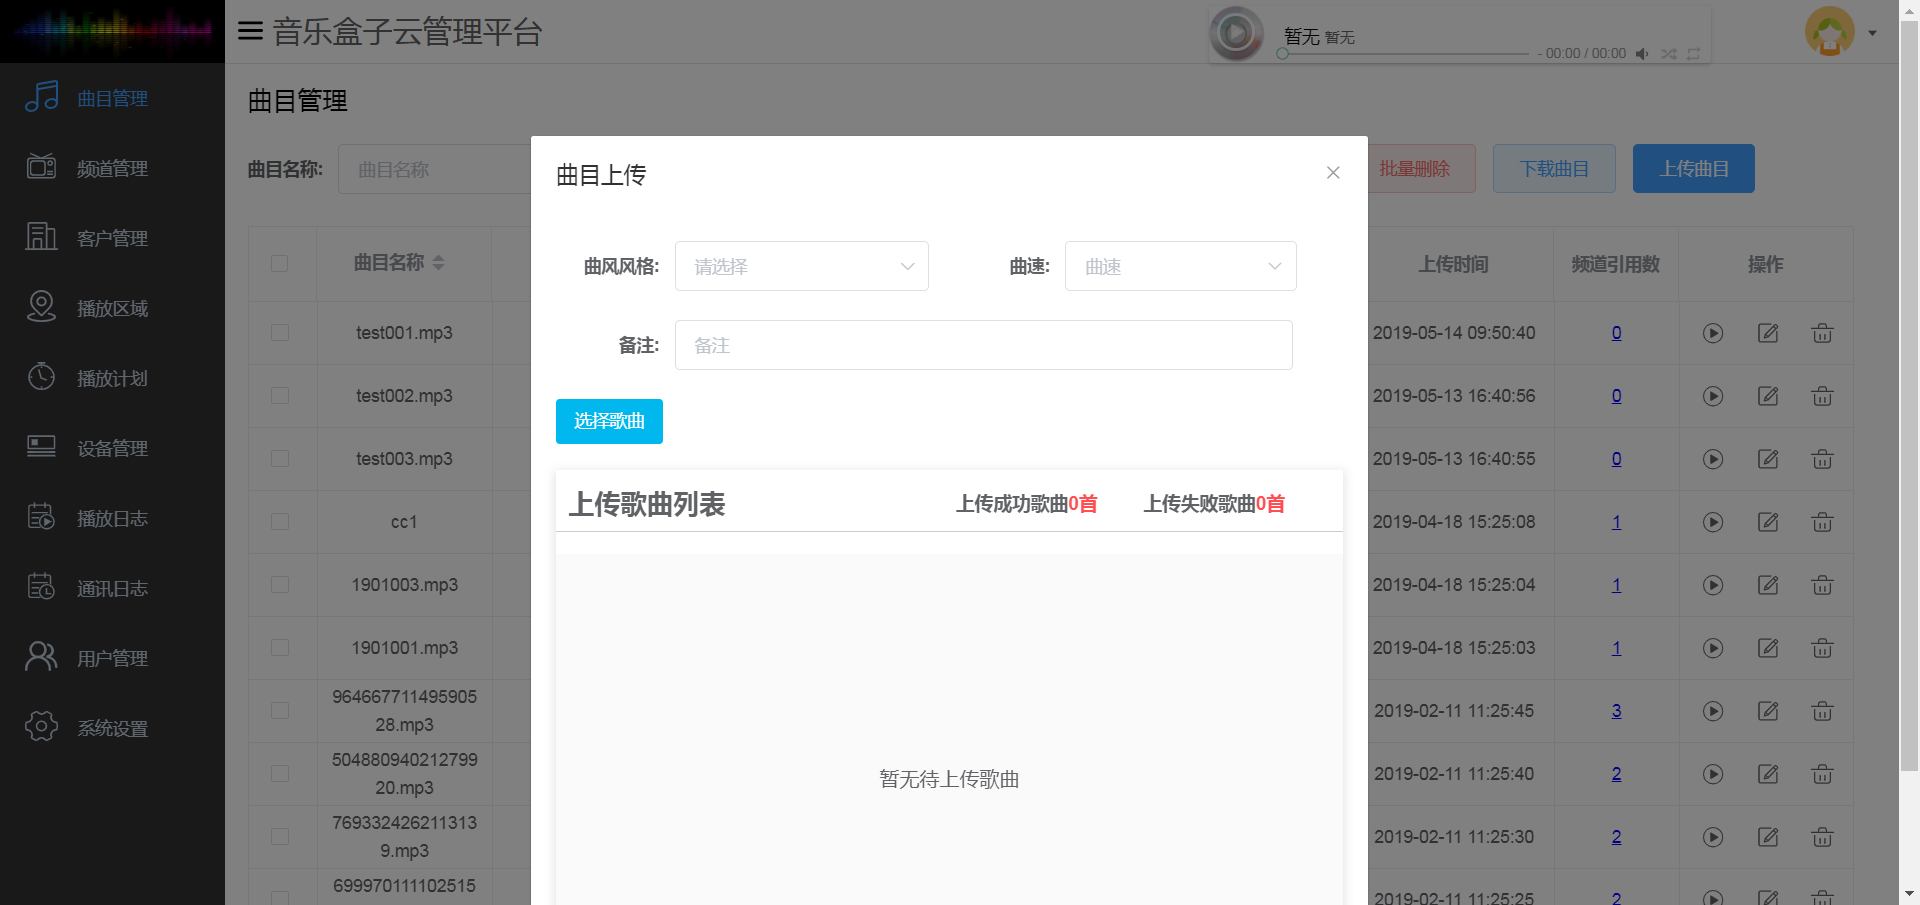 音乐盒子云管理平台
暂无 暂无
- 00:00 / 00:00
曲目管理
频道管理
客户管理
播放区域
播放计划
设备管理
播放日志
通讯日志
用户管理
系统设置
曲目管理
曲目名称: 曲目名称
批量删除 下载曲目 上传曲目
曲目上传
曲风风格: 请选择 曲速: 曲速
备注: 备注
选择歌曲
上传歌曲列表 上传成功歌曲0首 上传失败歌曲0首
暂无待上传歌曲
曲目名称 上传时间 频道引用数 操作
test001.mp3 2019-05-14 09:50:40 0
test002.mp3 2019-05-13 16:40:56 0
test003.mp3 2019-05-13 16:40:55 0
cc1 2019-04-18 15:25:08 1
1901003.mp3 2019-04-18 15:25:04 1
1901001.mp3 2019-04-18 15:25:03 1
964667711495905
28.mp3 2019-02-11 11:25:45 3
504880940212799
20.mp3 2019-02-11 11:25:40 2
769332426211313
9.mp3 2019-02-11 11:25:30 2
699970111102515 2019-02-11 11:25:25 2